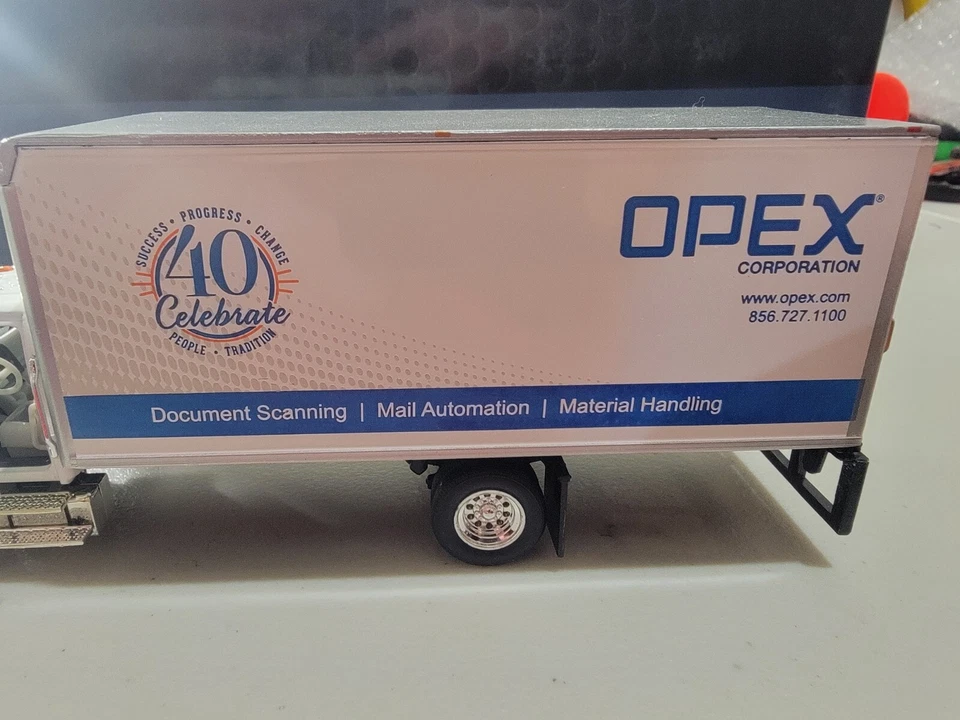 SUCCESS • PROGRESS • CHANGE
40
Celebrate
PEOPLE • TRADITION
OPEX®
CORPORATION
www.opex.com
856.727.1100
Document Scanning | Mail Automation | Material Handling